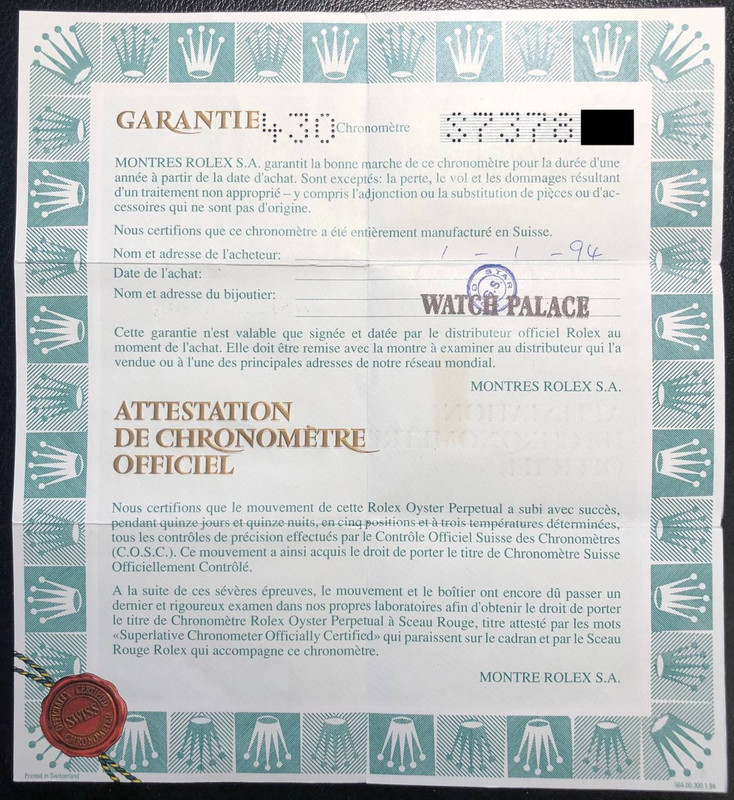 GARANTIE 430 Chronomètre S7378
MONTRES ROLEX S.A. garantit la bonne marche de ce chronomètre pour la durée d'une
année à partir de la date d'achat. Sont exceptés: la perte, le vol et les dommages résultant
d'un traitement non approprié – y compris l'adjonction ou la substitution de pièces ou d'ac-
cessoires qui ne sont pas d'origine.
Nous certifions que ce chronomètre a été entièrement manufacturé en Suisse.
Nom et adresse de l'acheteur: 1 - 1 - 94
Date de l'achat:
Nom et adresse du bijoutier:
STAR
WATCH PALACE
Cette garantie n'est valable que signée et datée par le distributeur officiel Rolex au
moment de l'achat. Elle doit être remise avec la montre à examiner au distributeur qui l'a
vendue ou à l'une des principales adresses de notre réseau mondial.
MONTRES ROLEX S.A.
ATTESTATION
DE CHRONOMÈTRE
OFFICIEL
Nous certifions que le mouvement de cette Rolex Oyster Perpetual a subi avec succès,
pendant quinze jours et quinze nuits, en cinq positions et à trois températures déterminées,
tous les contrôles de précision effectués par le Contrôle Officiel Suisse des Chronomètres
(C.O.S.C.). Ce mouvement a ainsi acquis le droit de porter le titre de Chronomètre Suisse
Officiellement Contrôlé.
A la suite de ces sévères épreuves, le mouvement et le boîtier ont encore dû passer un
dernier et rigoureux examen dans nos propres laboratoires afin d'obtenir le droit de porter
le titre de Chronomètre Rolex Oyster Perpetual à Sceau Rouge, titre attesté par les mots
«Superlative Chronometer Officially Certified» qui paraissent sur le cadran et par le Sceau
Rouge Rolex qui accompagne ce chronomètre.
MONTRE ROLEX S.A.
OFFICIALLY CERTIFIED
SWISS
CHRONOMETER
Printed in Switzerland
564.00.300.1.94